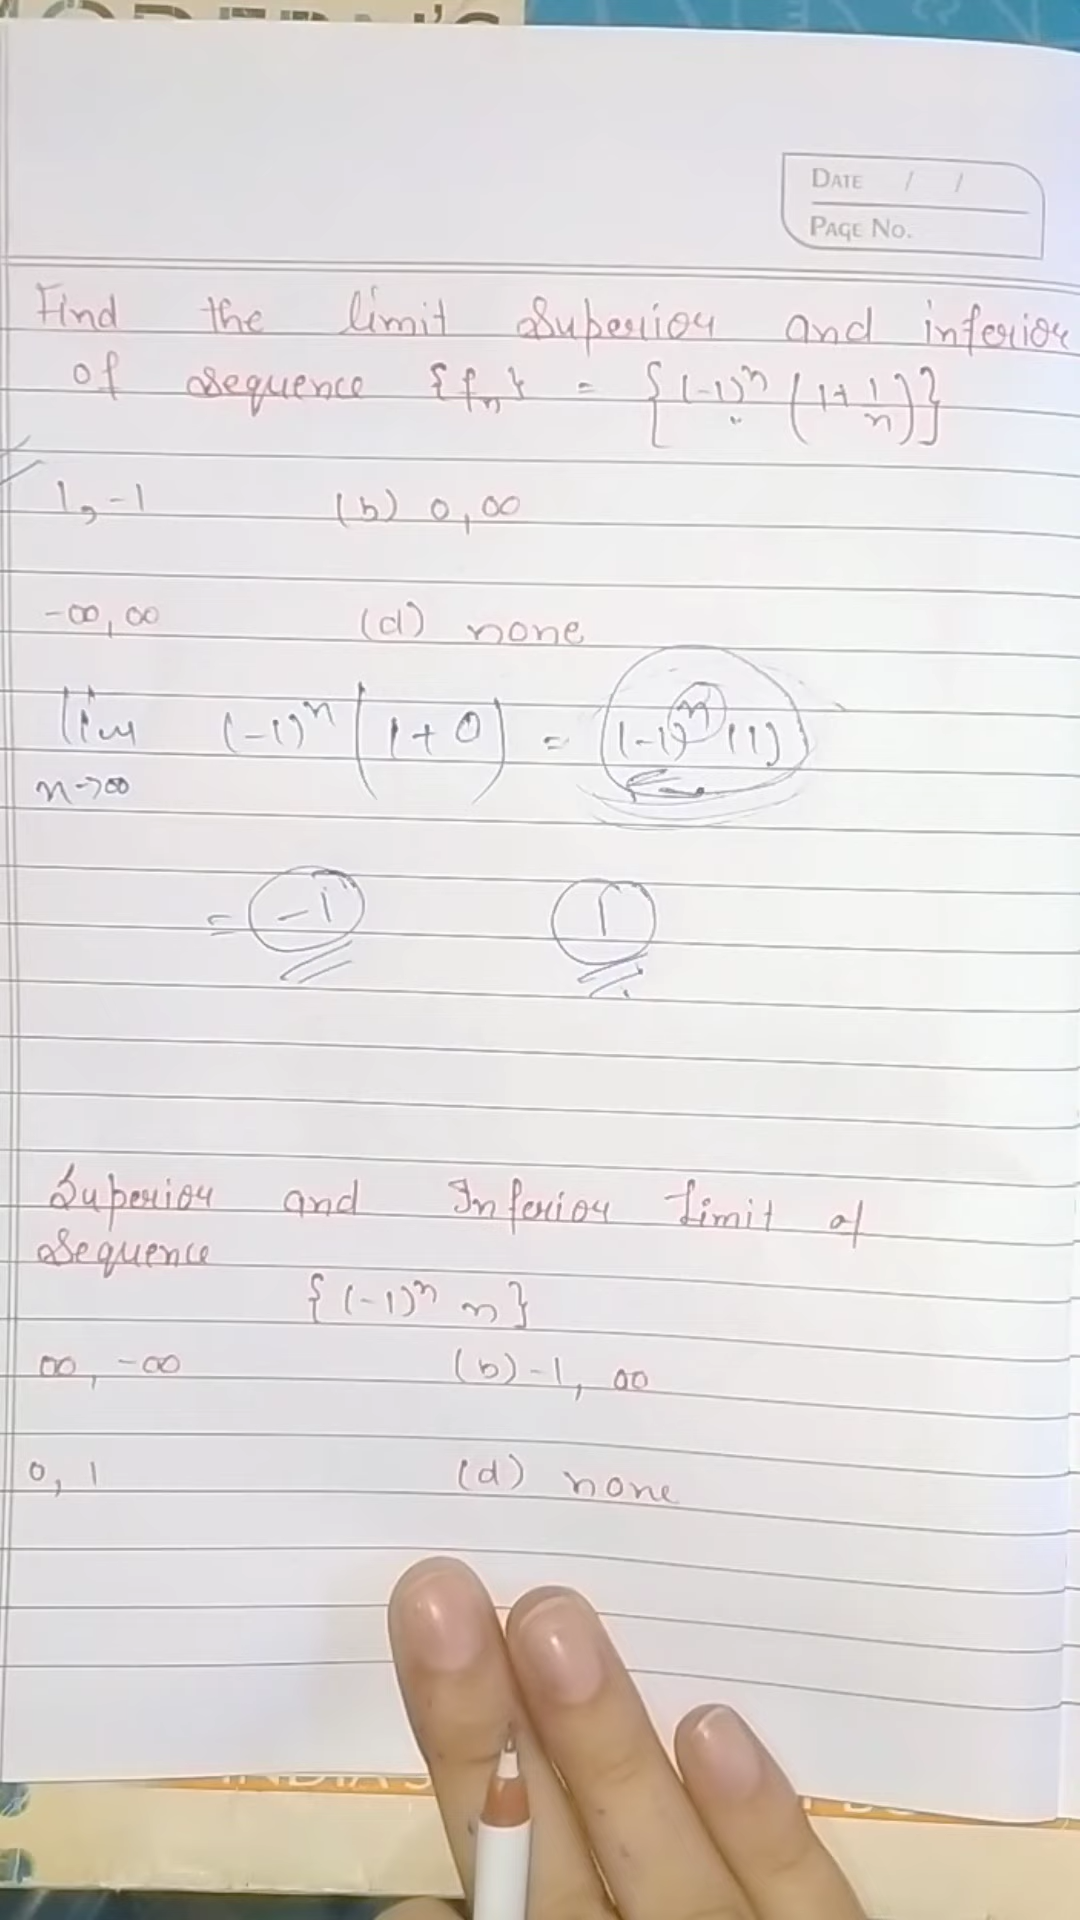 DATE / /
PAGE No.
Find the limit Superior and inferior
of sequence {fₙ} = {(-1)ⁿ (1+1/n)}
1, -1 (b) 0, ∞
-∞, ∞ (d) none
lim n→∞ (-1)ⁿ (1+0) = (-1)ⁿ (1)
= -1 1
Superior and Inferior Limit of
Sequence
{(-1)ⁿ n}
∞, -∞ (b) -1, ∞
0, 1 (d) none